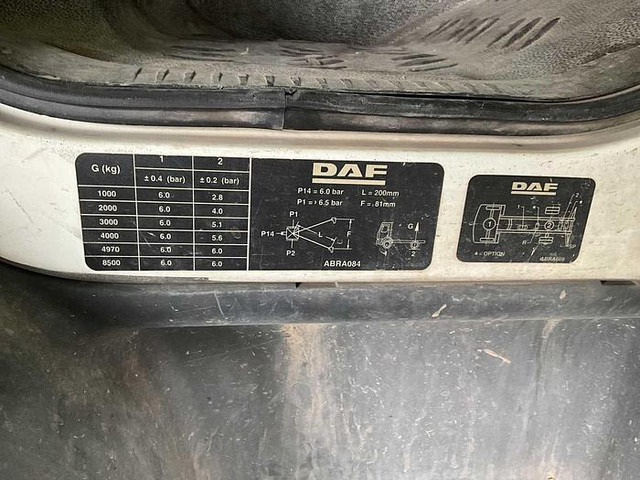 G (kg) 1 2
± 0.4 (bar) ± 0.2 (bar)
1000 6.0 2.8
2000 6.0 4.0
3000 6.0 5.1
4000 6.0 5.6
4970 6.0 6.0
8500 6.0 6.0
DAF
P14 = 6.0 bar L = 200mm
P1 = 6.5 bar F = 81mm
P1
P14
P2
L
F
G
1
2
ABRA084
DAF
1
2
= OPTION